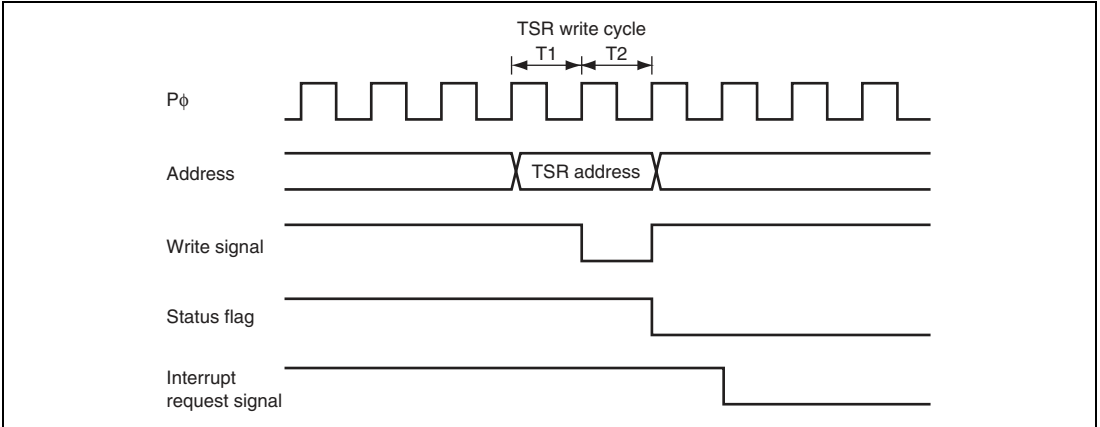 TSR write cycle
T1 T2
Pϕ
Address
TSR address
Write signal
Status flag
Interrupt
request signal